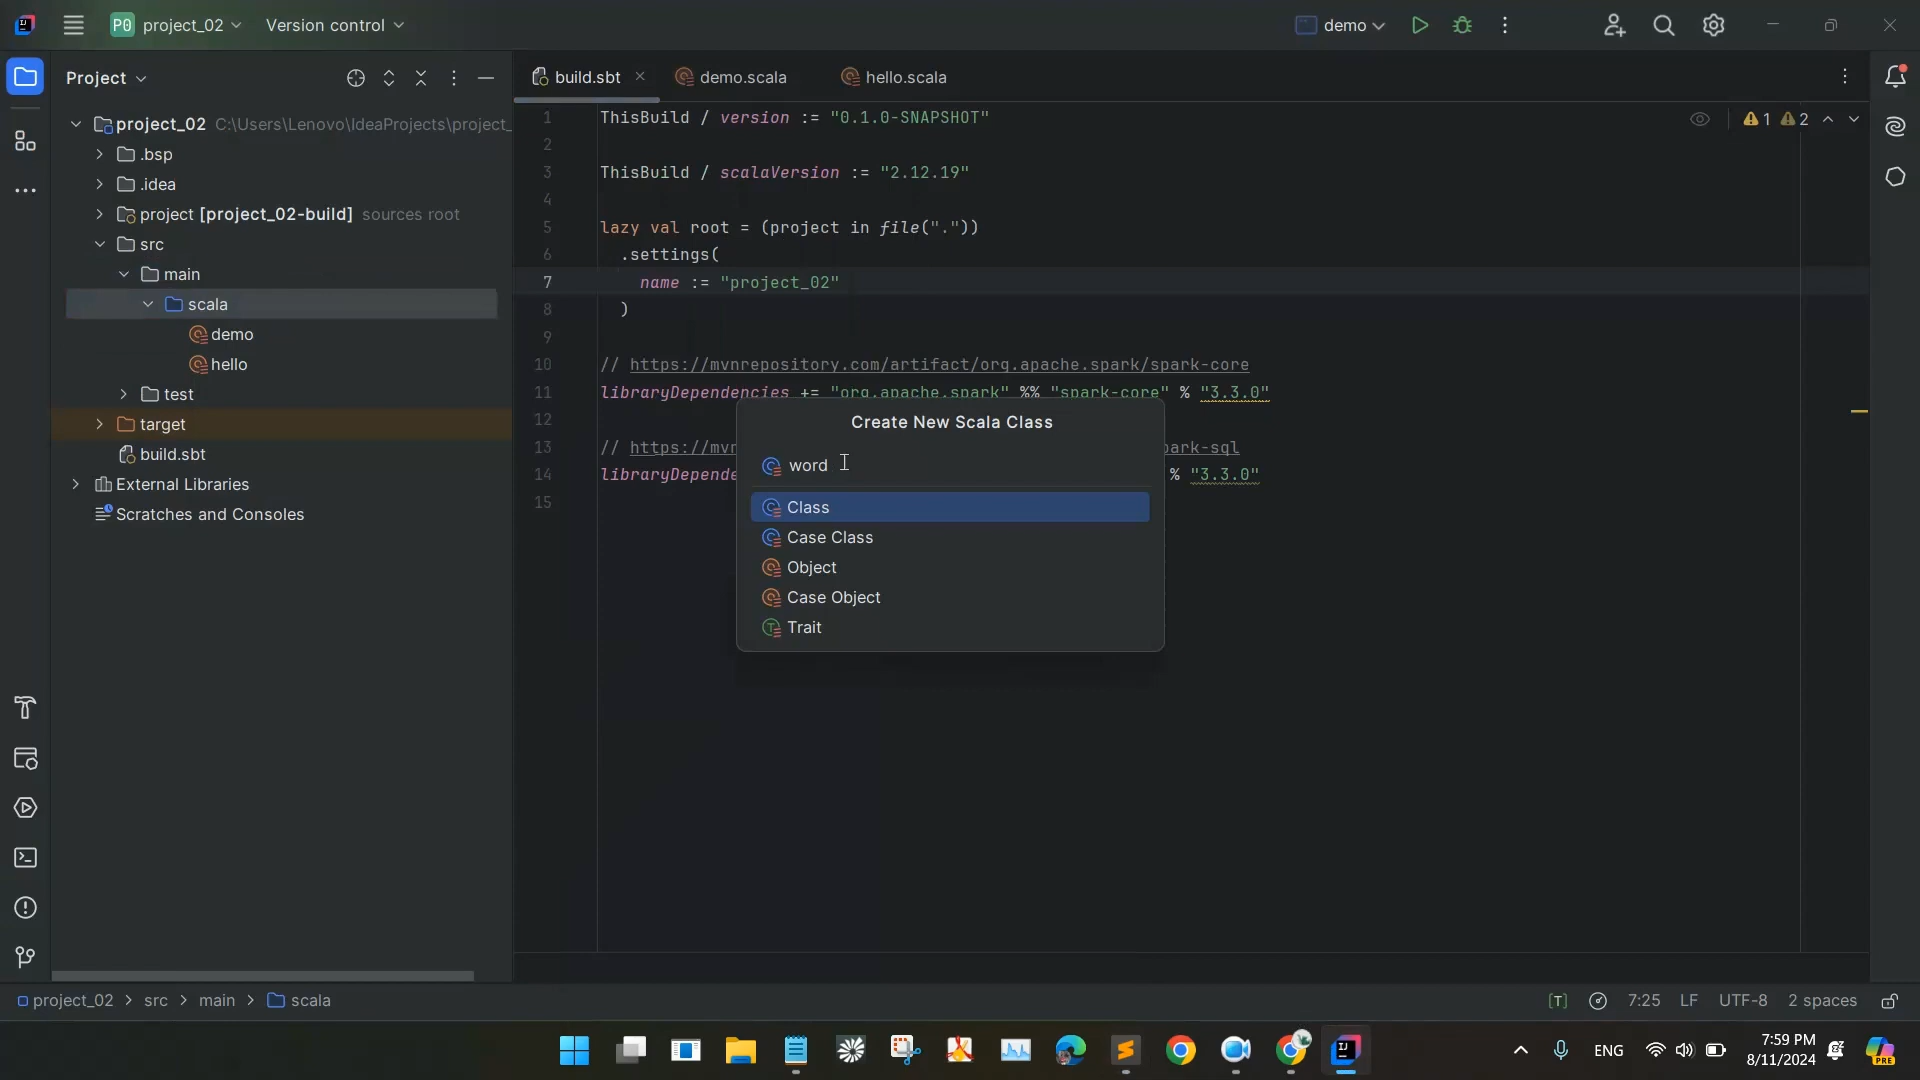 P0 project_02 Version control demo
Project
build.sbt demo.scala hello.scala
project_02 C:\Users\Lenovo\IdeaProjects\project_
.bsp
.idea
project [project_02-build] sources root
src
main
scala
demo
hello
test
target
build.sbt
External Libraries
Scratches and Consoles
1 ThisBuild / version := "0.1.0-SNAPSHOT"
1 2
2
3 ThisBuild / scalaVersion := "2.12.19"
4
5 lazy val root = (project in file("."))
6 .settings(
7 name := "project_02"
8 )
9
10 // https://mvnrepository.com/artifact/org.apache.spark/spark-core
11 libraryDependencies += "org.apache.spark" %% "spark-core" % "3.3.0"
12
13 // https://mvn park-sql
14 libraryDepende % "3.3.0"
15
Create New Scala Class
word
Class
Case Class
Object
Case Object
Trait
project_02 > src > main > scala
[T] 7:25 LF UTF-8 2 spaces
ENG
7:59 PM
8/11/2024
PRE